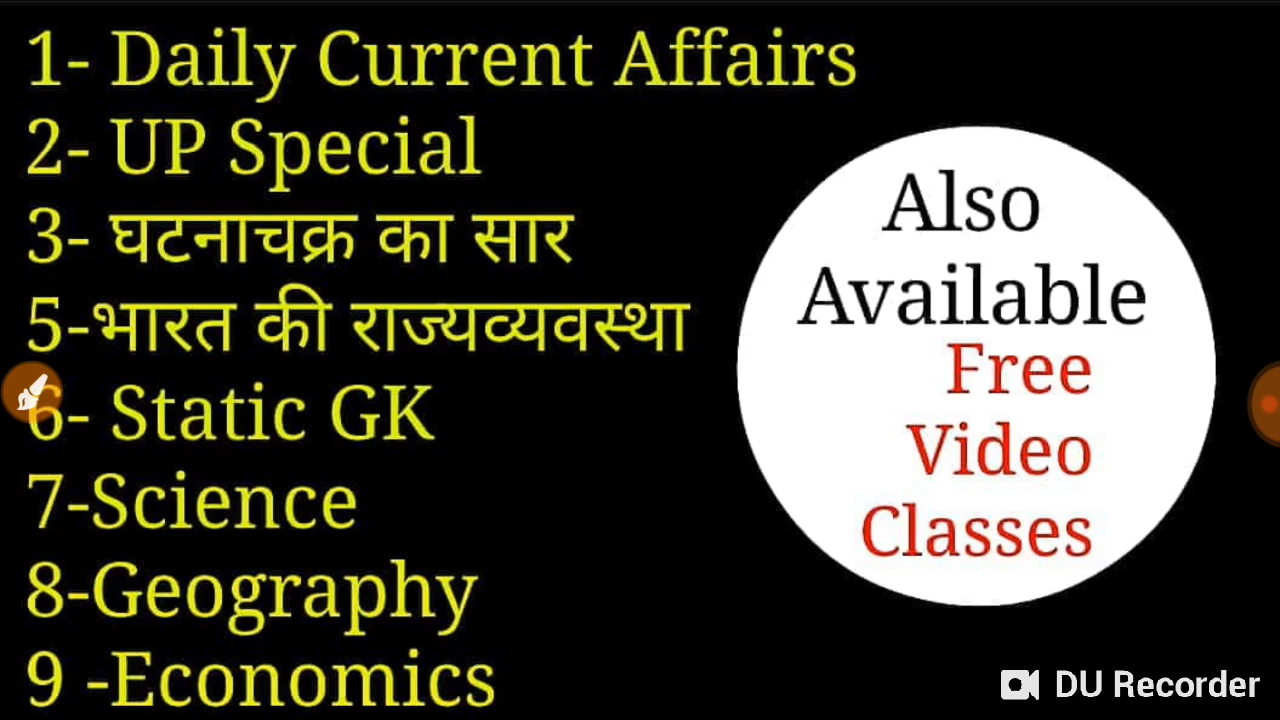 1- Daily Current Affairs
2- UP Special
3- घटनाचक्र का सार
5-भारत की राज्यव्यवस्था
6- Static GK
7-Science
8-Geography
9 -Economics
Also
Available
Free
Video
Classes
DU Recorder